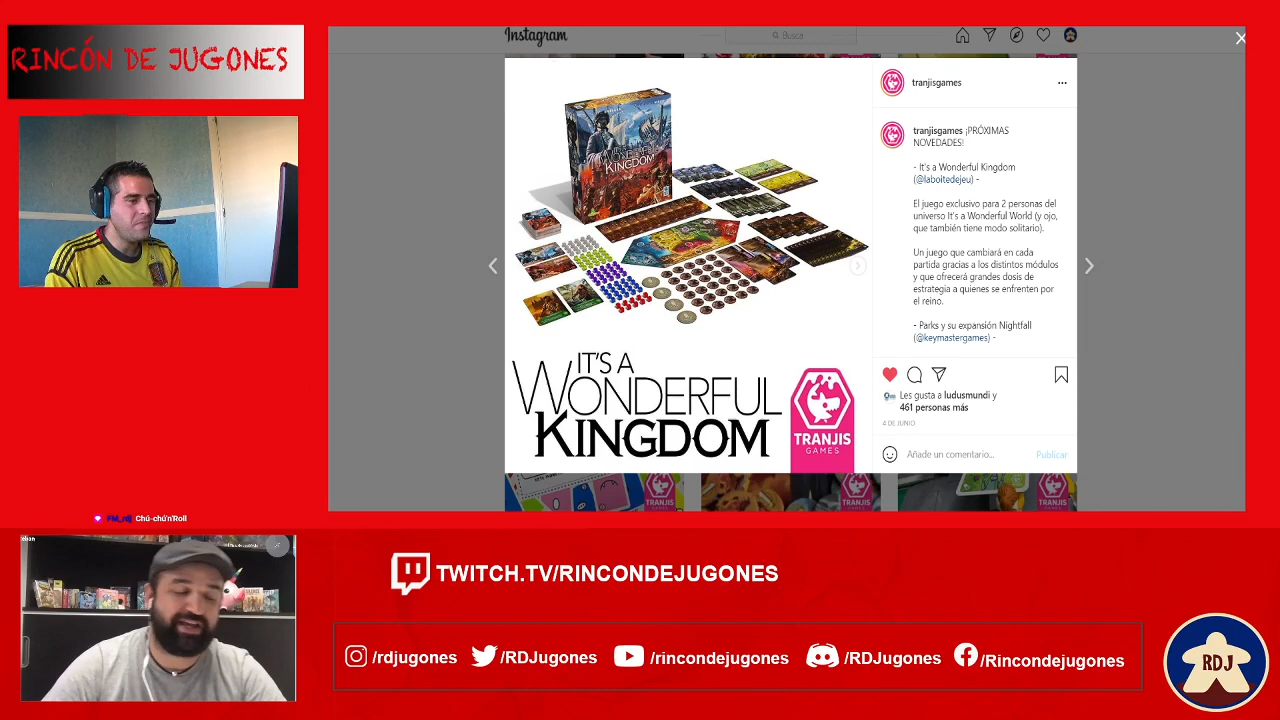 RINCÓN DE JUGONES
Instagram
Busca
tranjisgames
tranjisgames ¡PRÓXIMAS
NOVEDADES!
- It's a Wonderful Kingdom
(@laboitedejeu) -
El juego exclusivo para 2 personas del
universo It's a Wonderful World (y ojo,
que también tiene modo solitario).
Un juego que cambiará en cada
partida gracias a los distintos módulos
y que ofrecerá grandes dosis de
estrategia a quienes se enfrenten por
el reino.
- Parks y su expansión Nightfall
(@keymastergames) -
Les gusta a ludusmundi y
461 personas más
4 DE JUNIO
Añade un comentario...
Publicar
IT'S A
WONDERFUL
KINGDOM
IT'S A
WONDERFUL
KINGDOM
TRANJIS
GAMES
Chú-chú'n'Roll
TWITCH.TV/RINCONDEJUGONES
/rdjugones
/RDJugones
/rincondejugones
/RDJugones
/Rincondejugones
RDJ